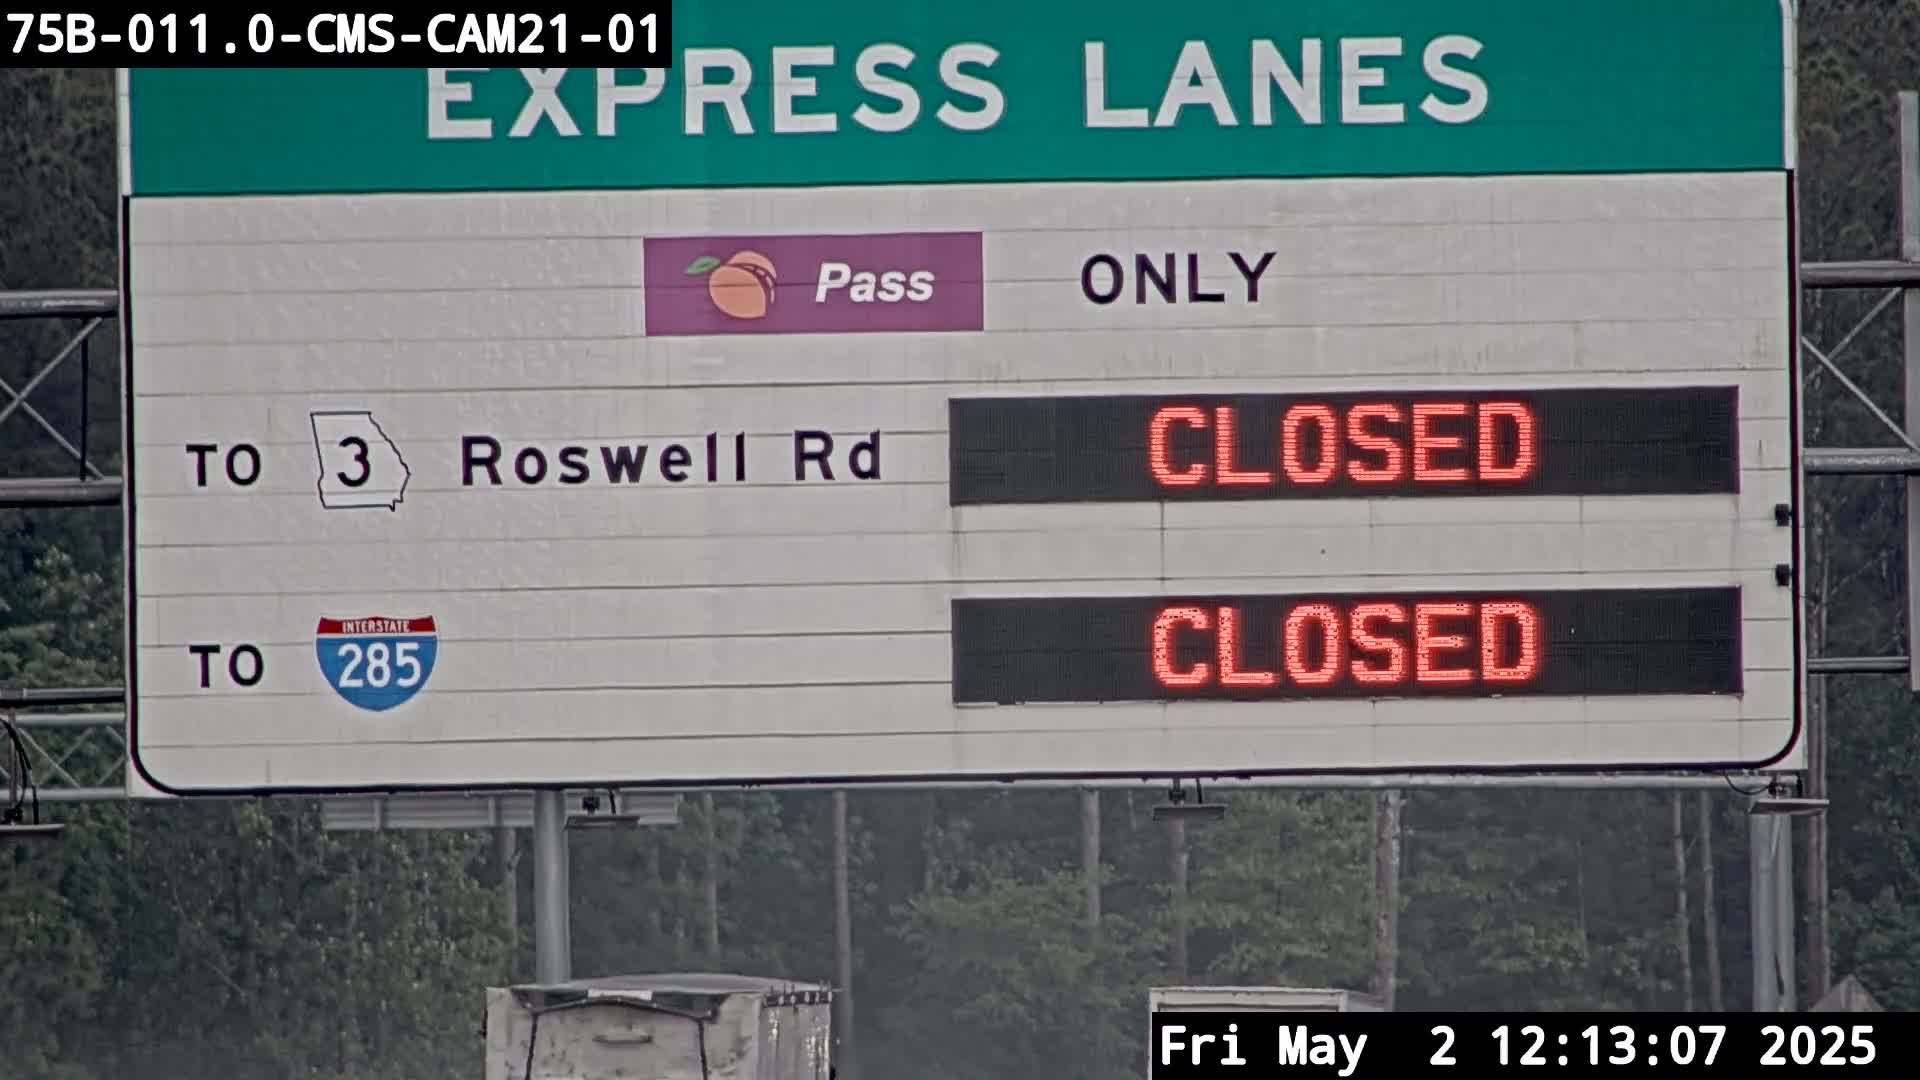 75B-011.0-CMS-CAM21-01
EXPRESS LANES
Pass ONLY
TO 3 Roswell Rd CLOSED
INTERSTATE
TO 285 CLOSED
Fri May 2 12:13:07 2025